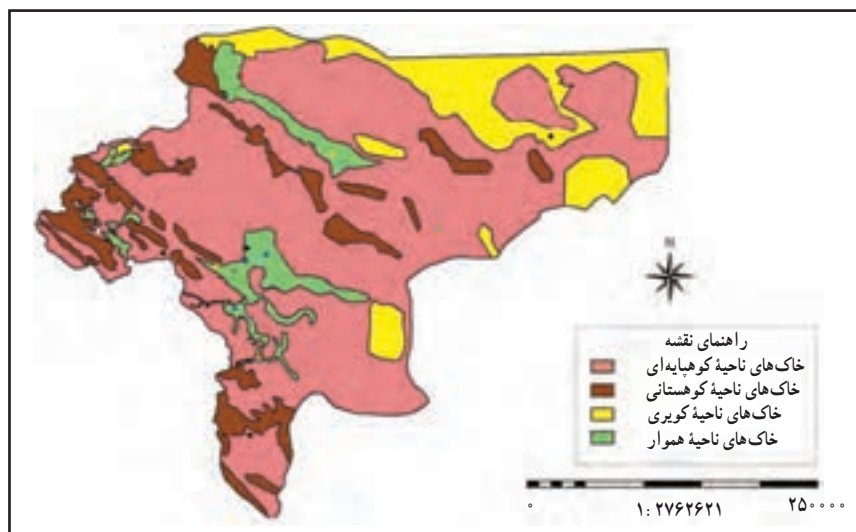 N
راهنمای نقشه
خاک‌های ناحیهٔ کوهپایه‌ای
خاک‌های ناحیهٔ کوهستانی
خاک‌های ناحیهٔ کویری
خاک‌های ناحیهٔ هموار
۰ ۱:۲۷۶۲۶۲۱ ۲۵۰۰۰۰